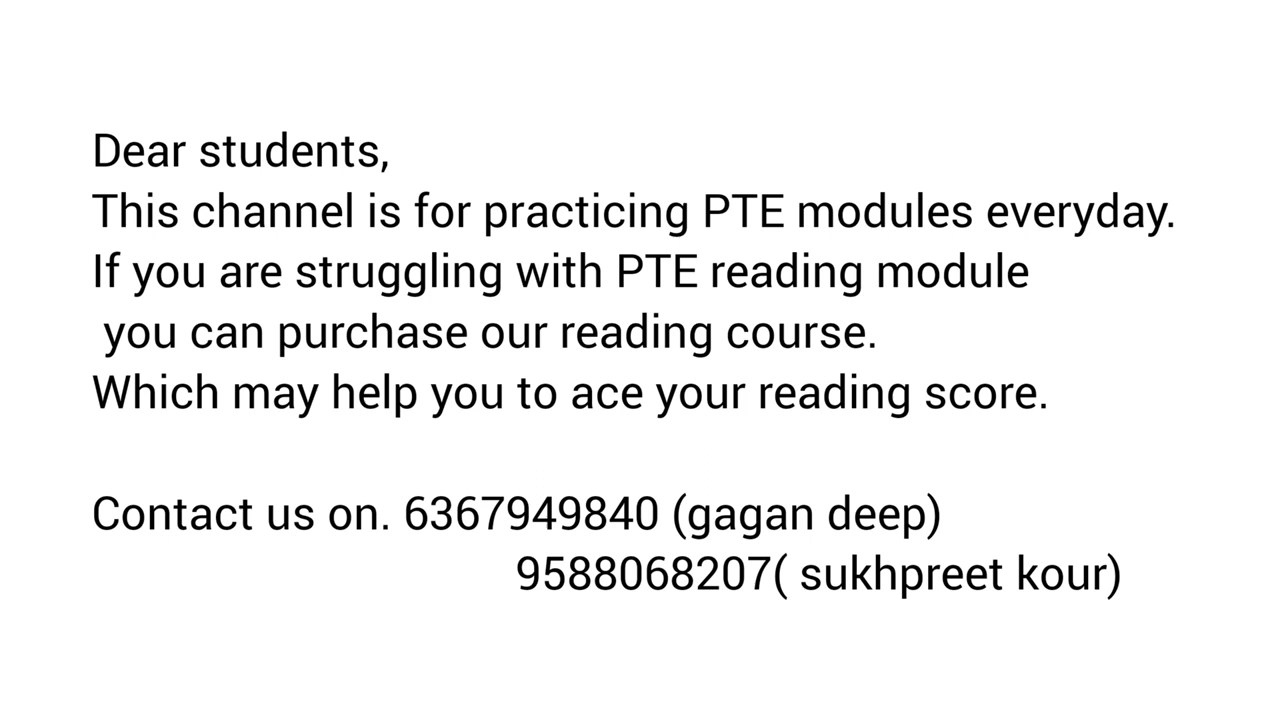 Dear students,
This channel is for practicing PTE modules everyday.
If you are struggling with PTE reading module
you can purchase our reading course.
Which may help you to ace your reading score.
Contact us on. 6367949840 (gagan deep)
9588068207( sukhpreet kour)